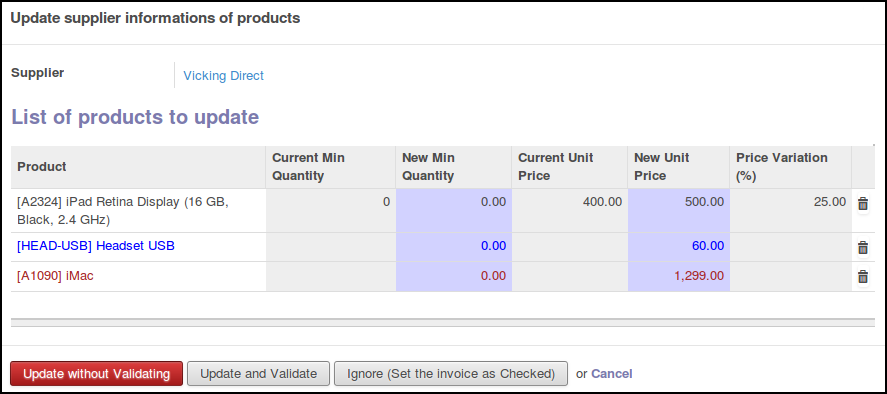 Update supplier informations of products
Supplier
Vicking Direct
List of products to update
Product
Current Min Quantity
New Min Quantity
Current Unit Price
New Unit Price
Price Variation (%)
[A2324] iPad Retina Display (16 GB,
Black, 2.4 GHz)
0
0.00
400.00
500.00
25.00
[HEAD-USB] Headset USB
0.00
60.00
[A1090] iMac
0.00
1,299.00
Update without Validating
Update and Validate
Ignore (Set the invoice as Checked)
or Cancel